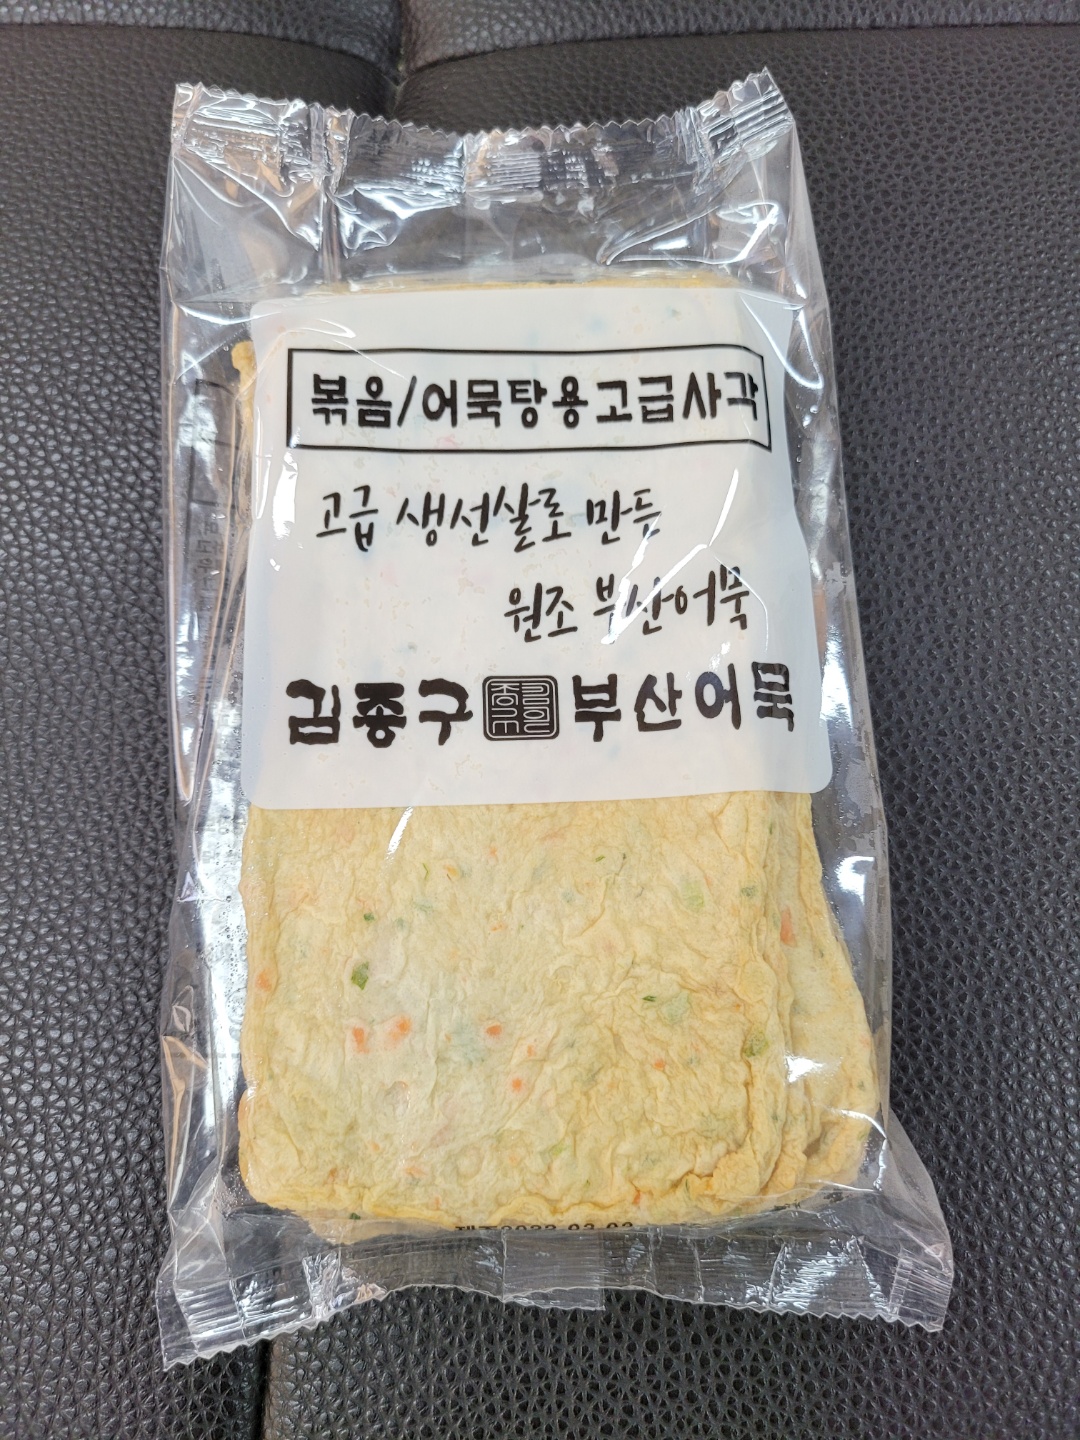 볶음/어묵탕용고급사각
고급 생선살로 만든
원조 부산어묵
김종구 부산어묵